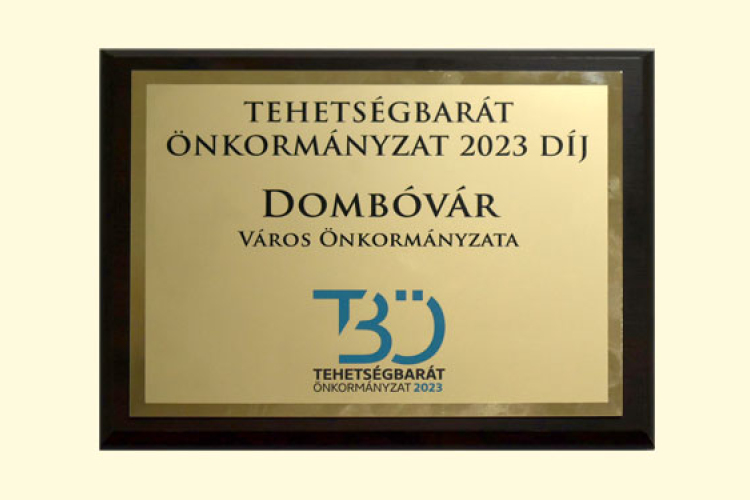 TEHETSÉGBARÁT
ÖNKORMÁNYZAT 2023 DÍJ
DOMBÓVÁR
VÁROS ÖNKORMÁNYZATA
TBÖ
TEHETSÉGBARÁT
ÖNKORMÁNYZAT 2023